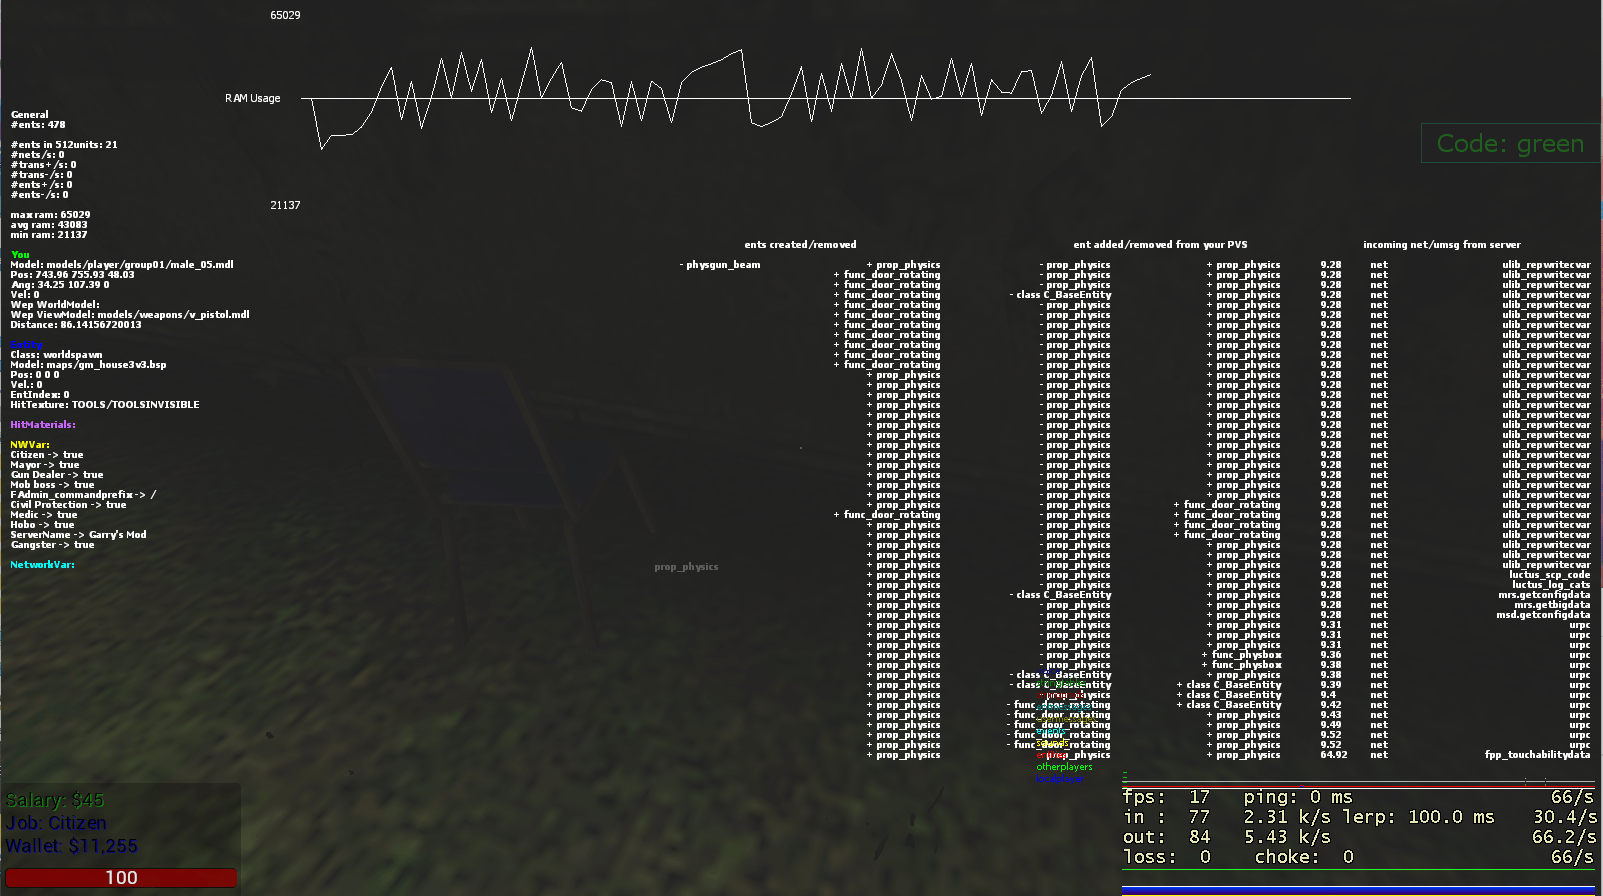 65029
RAM Usage
21137
Code: green
General
#ents: 478
#ents in 512units: 21
#nets/s: 0
#trans+/s: 0
#trans-/s: 0
#ents+/s: 0
#ents-/s: 0
max ram: 65029
avg ram: 43083
min ram: 21137
You
Model: models/player/group01/male_05.mdl
Pos: 743.96 755.93 48.03
Ang: 34.25 107.39 0
Vel: 0
Wep WorldModel:
Wep ViewModel: models/weapons/v_pistol.mdl
Distance: 86.14156720013
Entity
Class: worldspawn
Model: maps/gm_house3v3.bsp
Pos: 0 0 0
Vel.: 0
EntIndex: 0
HitTexture: TOOLS/TOOLSINVISIBLE
HitMaterials:
NWVar:
Citizen -> true
Mayor -> true
Gun Dealer -> true
Mob boss -> true
FAdmin_commandprefix -> /
Civil Protection -> true
Medic -> true
Hobo -> true
ServerName -> Garry's Mod
Gangster -> true
NetworkVar:
prop_physics
ents created/removed ent added/removed from your PVS incoming net/umsg from server
- physgun_beam + prop_physics - prop_physics + prop_physics 9.28 net ulib_repwritecvar
+ func_door_rotating - prop_physics + prop_physics 9.28 net ulib_repwritecvar
+ func_door_rotating - prop_physics + prop_physics 9.28 net ulib_repwritecvar
+ func_door_rotating - class C_BaseEntity + prop_physics 9.28 net ulib_repwritecvar
+ func_door_rotating - prop_physics + prop_physics 9.28 net ulib_repwritecvar
+ func_door_rotating - prop_physics + prop_physics 9.28 net ulib_repwritecvar
+ func_door_rotating - prop_physics + prop_physics 9.28 net ulib_repwritecvar
+ func_door_rotating - prop_physics + prop_physics 9.28 net ulib_repwritecvar
+ func_door_rotating - prop_physics + prop_physics 9.28 net ulib_repwritecvar
+ func_door_rotating - prop_physics + prop_physics 9.28 net ulib_repwritecvar
+ func_door_rotating - prop_physics + prop_physics 9.28 net ulib_repwritecvar
+ prop_physics - prop_physics + prop_physics 9.28 net ulib_repwritecvar
+ prop_physics - prop_physics + prop_physics 9.28 net ulib_repwritecvar
+ prop_physics - prop_physics + prop_physics 9.28 net ulib_repwritecvar
+ prop_physics - prop_physics + prop_physics 9.28 net ulib_repwritecvar
+ prop_physics - prop_physics + prop_physics 9.28 net ulib_repwritecvar
+ prop_physics - prop_physics + prop_physics 9.28 net ulib_repwritecvar
+ prop_physics - prop_physics + prop_physics 9.28 net ulib_repwritecvar
+ prop_physics - prop_physics + prop_physics 9.28 net ulib_repwritecvar
+ prop_physics - prop_physics + prop_physics 9.28 net ulib_repwritecvar
+ prop_physics - prop_physics + prop_physics 9.28 net ulib_repwritecvar
+ prop_physics - prop_physics + prop_physics 9.28 net ulib_repwritecvar
+ prop_physics - prop_physics + prop_physics 9.28 net ulib_repwritecvar
+ prop_physics - prop_physics + prop_physics 9.28 net ulib_repwritecvar
+ prop_physics - prop_physics + func_door_rotating 9.28 net ulib_repwritecvar
+ func_door_rotating - prop_physics + func_door_rotating 9.28 net ulib_repwritecvar
+ prop_physics - prop_physics + func_door_rotating 9.28 net ulib_repwritecvar
+ prop_physics - prop_physics + func_door_rotating 9.28 net ulib_repwritecvar
+ prop_physics - prop_physics + prop_physics 9.28 net ulib_repwritecvar
+ prop_physics - prop_physics + prop_physics 9.28 net ulib_repwritecvar
+ prop_physics - prop_physics + prop_physics 9.28 net ulib_repwritecvar
+ prop_physics - prop_physics + prop_physics 9.28 net luctus_scp_code
+ prop_physics - prop_physics + prop_physics 9.28 net luctus_log_cats
+ prop_physics - class C_BaseEntity + prop_physics 9.28 net mrs.getconfigdata
+ prop_physics - prop_physics + prop_physics 9.28 net mrs.getbigdata
+ prop_physics - prop_physics + prop_physics 9.28 net msd.getconfigdata
+ prop_physics - prop_physics + prop_physics 9.31 net urpc
+ prop_physics - prop_physics + prop_physics 9.31 net urpc
+ prop_physics - prop_physics + prop_physics 9.31 net urpc
+ prop_physics - prop_physics + func_physbox 9.36 net urpc
+ prop_physics - prop_physics + func_physbox 9.38 net urpc
+ prop_physics - class C_BaseEntity + prop_physics 9.38 net urpc
+ prop_physics - class C_BaseEntity + class C_BaseEntity 9.39 net urpc
+ prop_physics - prop_physics + class C_BaseEntity 9.4 net urpc
+ prop_physics - func_door_rotating + class C_BaseEntity 9.42 net urpc
+ prop_physics - func_door_rotating + prop_physics 9.43 net urpc
+ prop_physics - func_door_rotating + prop_physics 9.49 net urpc
+ prop_physics - func_door_rotating + prop_physics 9.52 net urpc
+ prop_physics - func_door_rotating + prop_physics 9.52 net urpc
+ prop_physics - prop_physics + prop_physics 64.92 net fpp_touchabilitydata
otherplayers
Salary: $45
Job: Citizen
Wallet: $11,255
100
fps: 17 ping: 0 ms 66/s
in : 77 2.31 k/s lerp: 100.0 ms 30.4/s
out: 84 5.43 k/s 66.2/s
loss: 0 choke: 0 66/s